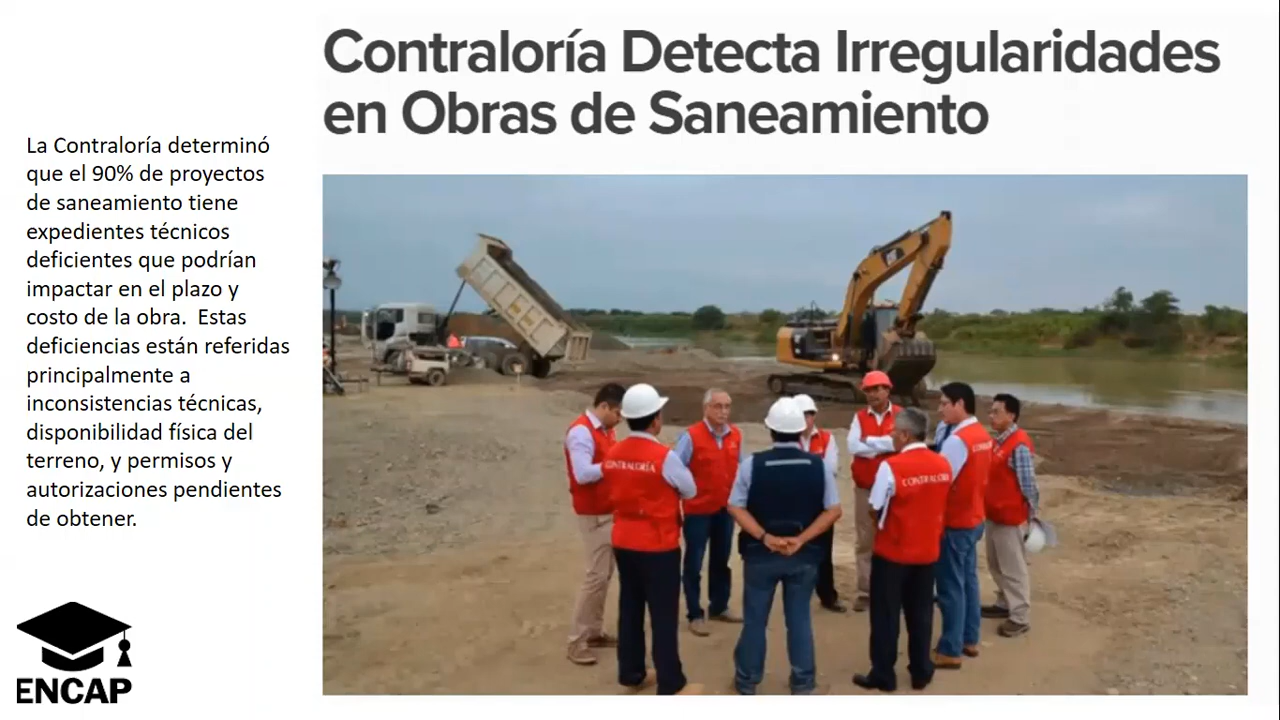 Contraloría Detecta Irregularidades
en Obras de Saneamiento
La Contraloría determinó
que el 90% de proyectos
de saneamiento tiene
expedientes técnicos
deficientes que podrían
impactar en el plazo y
costo de la obra. Estas
deficiencias están referidas
principalmente a
inconsistencias técnicas,
disponibilidad física del
terreno, y permisos y
autorizaciones pendientes
de obtener.
CONTRALORÍA
CONTRALORÍA
ENCAP